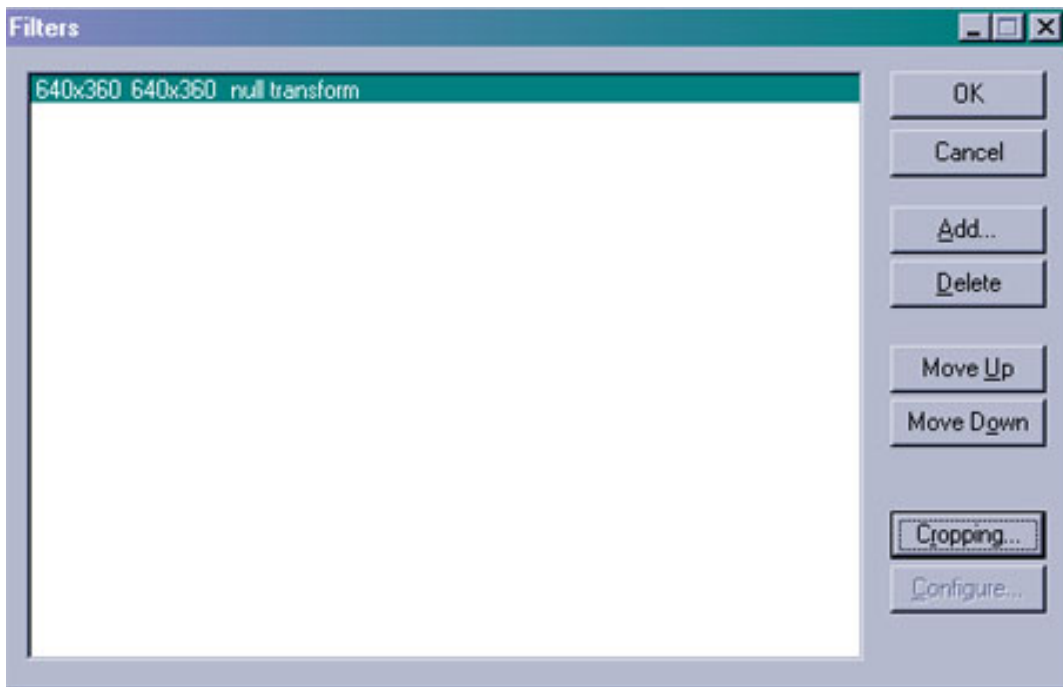 Filters
640x360 640x360 null transform
OK
Cancel
Add...
Delete
Move Up
Move Down
Cropping...
Configure...